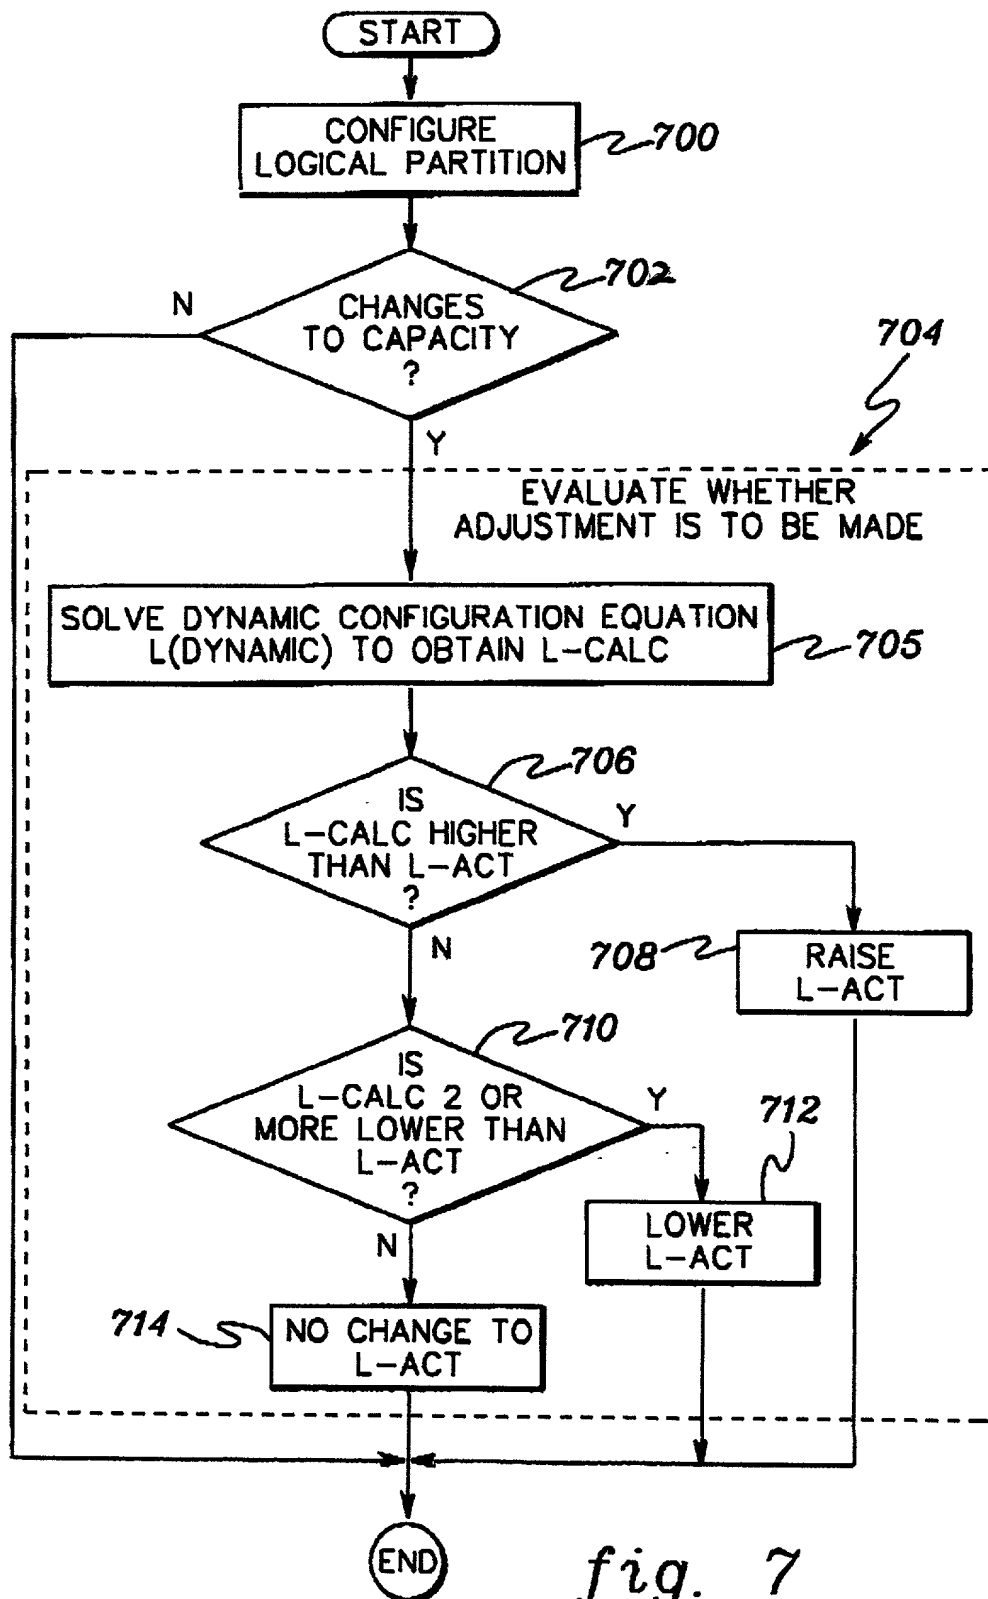 START
CONFIGURE
LOGICAL PARTITION
700
702
N
CHANGES
TO CAPACITY
?
704
Y
EVALUATE WHETHER
ADJUSTMENT IS TO BE MADE
SOLVE DYNAMIC CONFIGURATION EQUATION
L(DYNAMIC) TO OBTAIN L-CALC
705
706
IS
L-CALC HIGHER
THAN L-ACT
?
Y
N
708
RAISE
L-ACT
710
IS
L-CALC 2 OR
MORE LOWER THAN
L-ACT
?
Y
712
N
LOWER
L-ACT
714
NO CHANGE TO
L-ACT
END
fig. 7